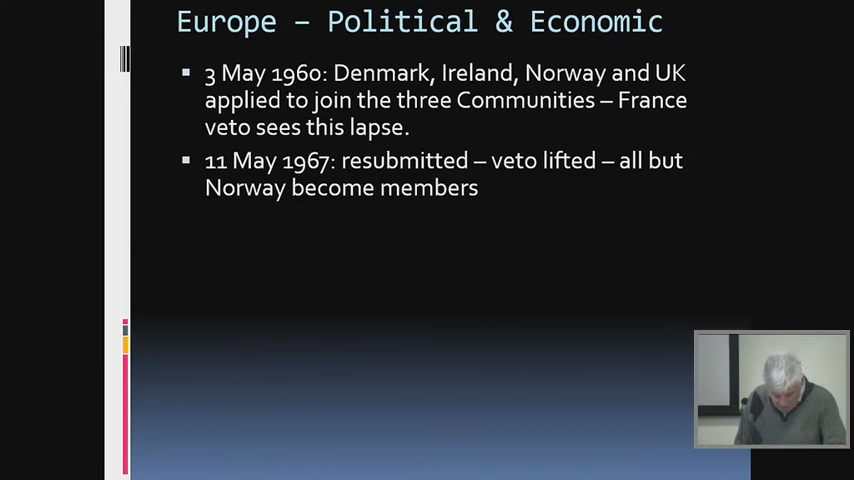 Europe – Political & Economic
3 May 1960: Denmark, Ireland, Norway and UK
applied to join the three Communities – France
veto sees this lapse.
11 May 1967: resubmitted – veto lifted – all but
Norway become members